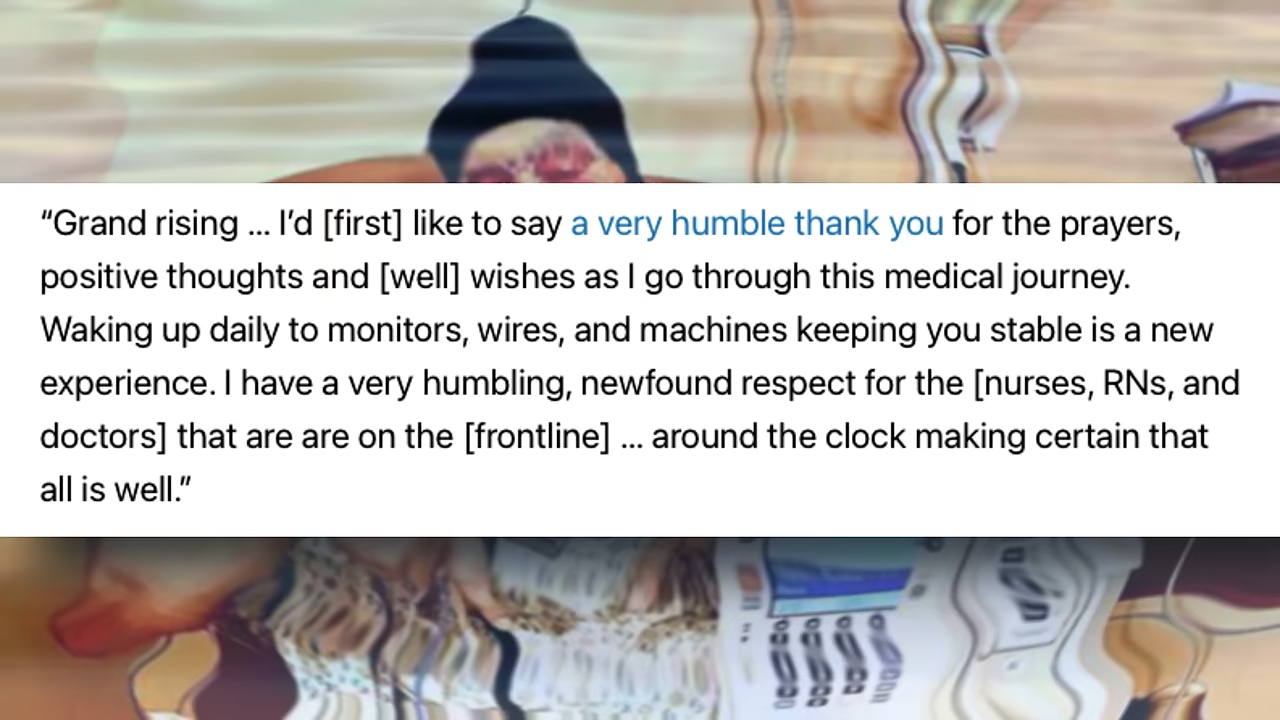 “Grand rising ... I’d [first] like to say a very humble thank you for the prayers,
positive thoughts and [well] wishes as I go through this medical journey.
Waking up daily to monitors, wires, and machines keeping you stable is a new
experience. I have a very humbling, newfound respect for the [nurses, RNs, and
doctors] that are are on the [frontline] ... around the clock making certain that
all is well.”